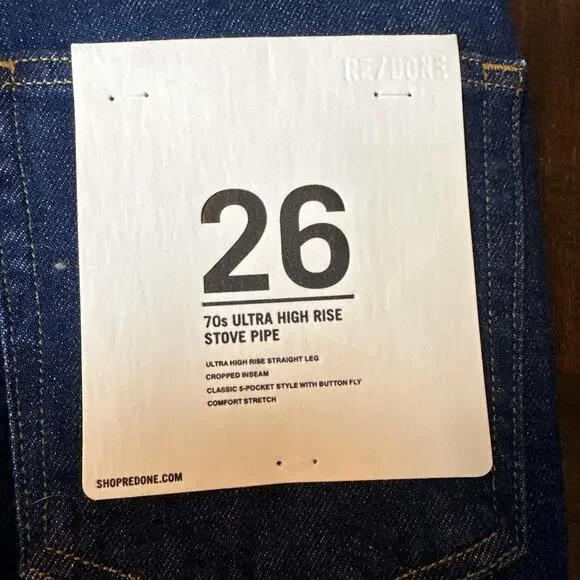 RE/DONE
26
70s ULTRA HIGH RISE
STOVE PIPE
ULTRA HIGH RISE STRAIGHT LEG
CROPPED INSEAM
CLASSIC 5-POCKET STYLE WITH BUTTON FLY
COMFORT STRETCH
SHOPREDONE.COM